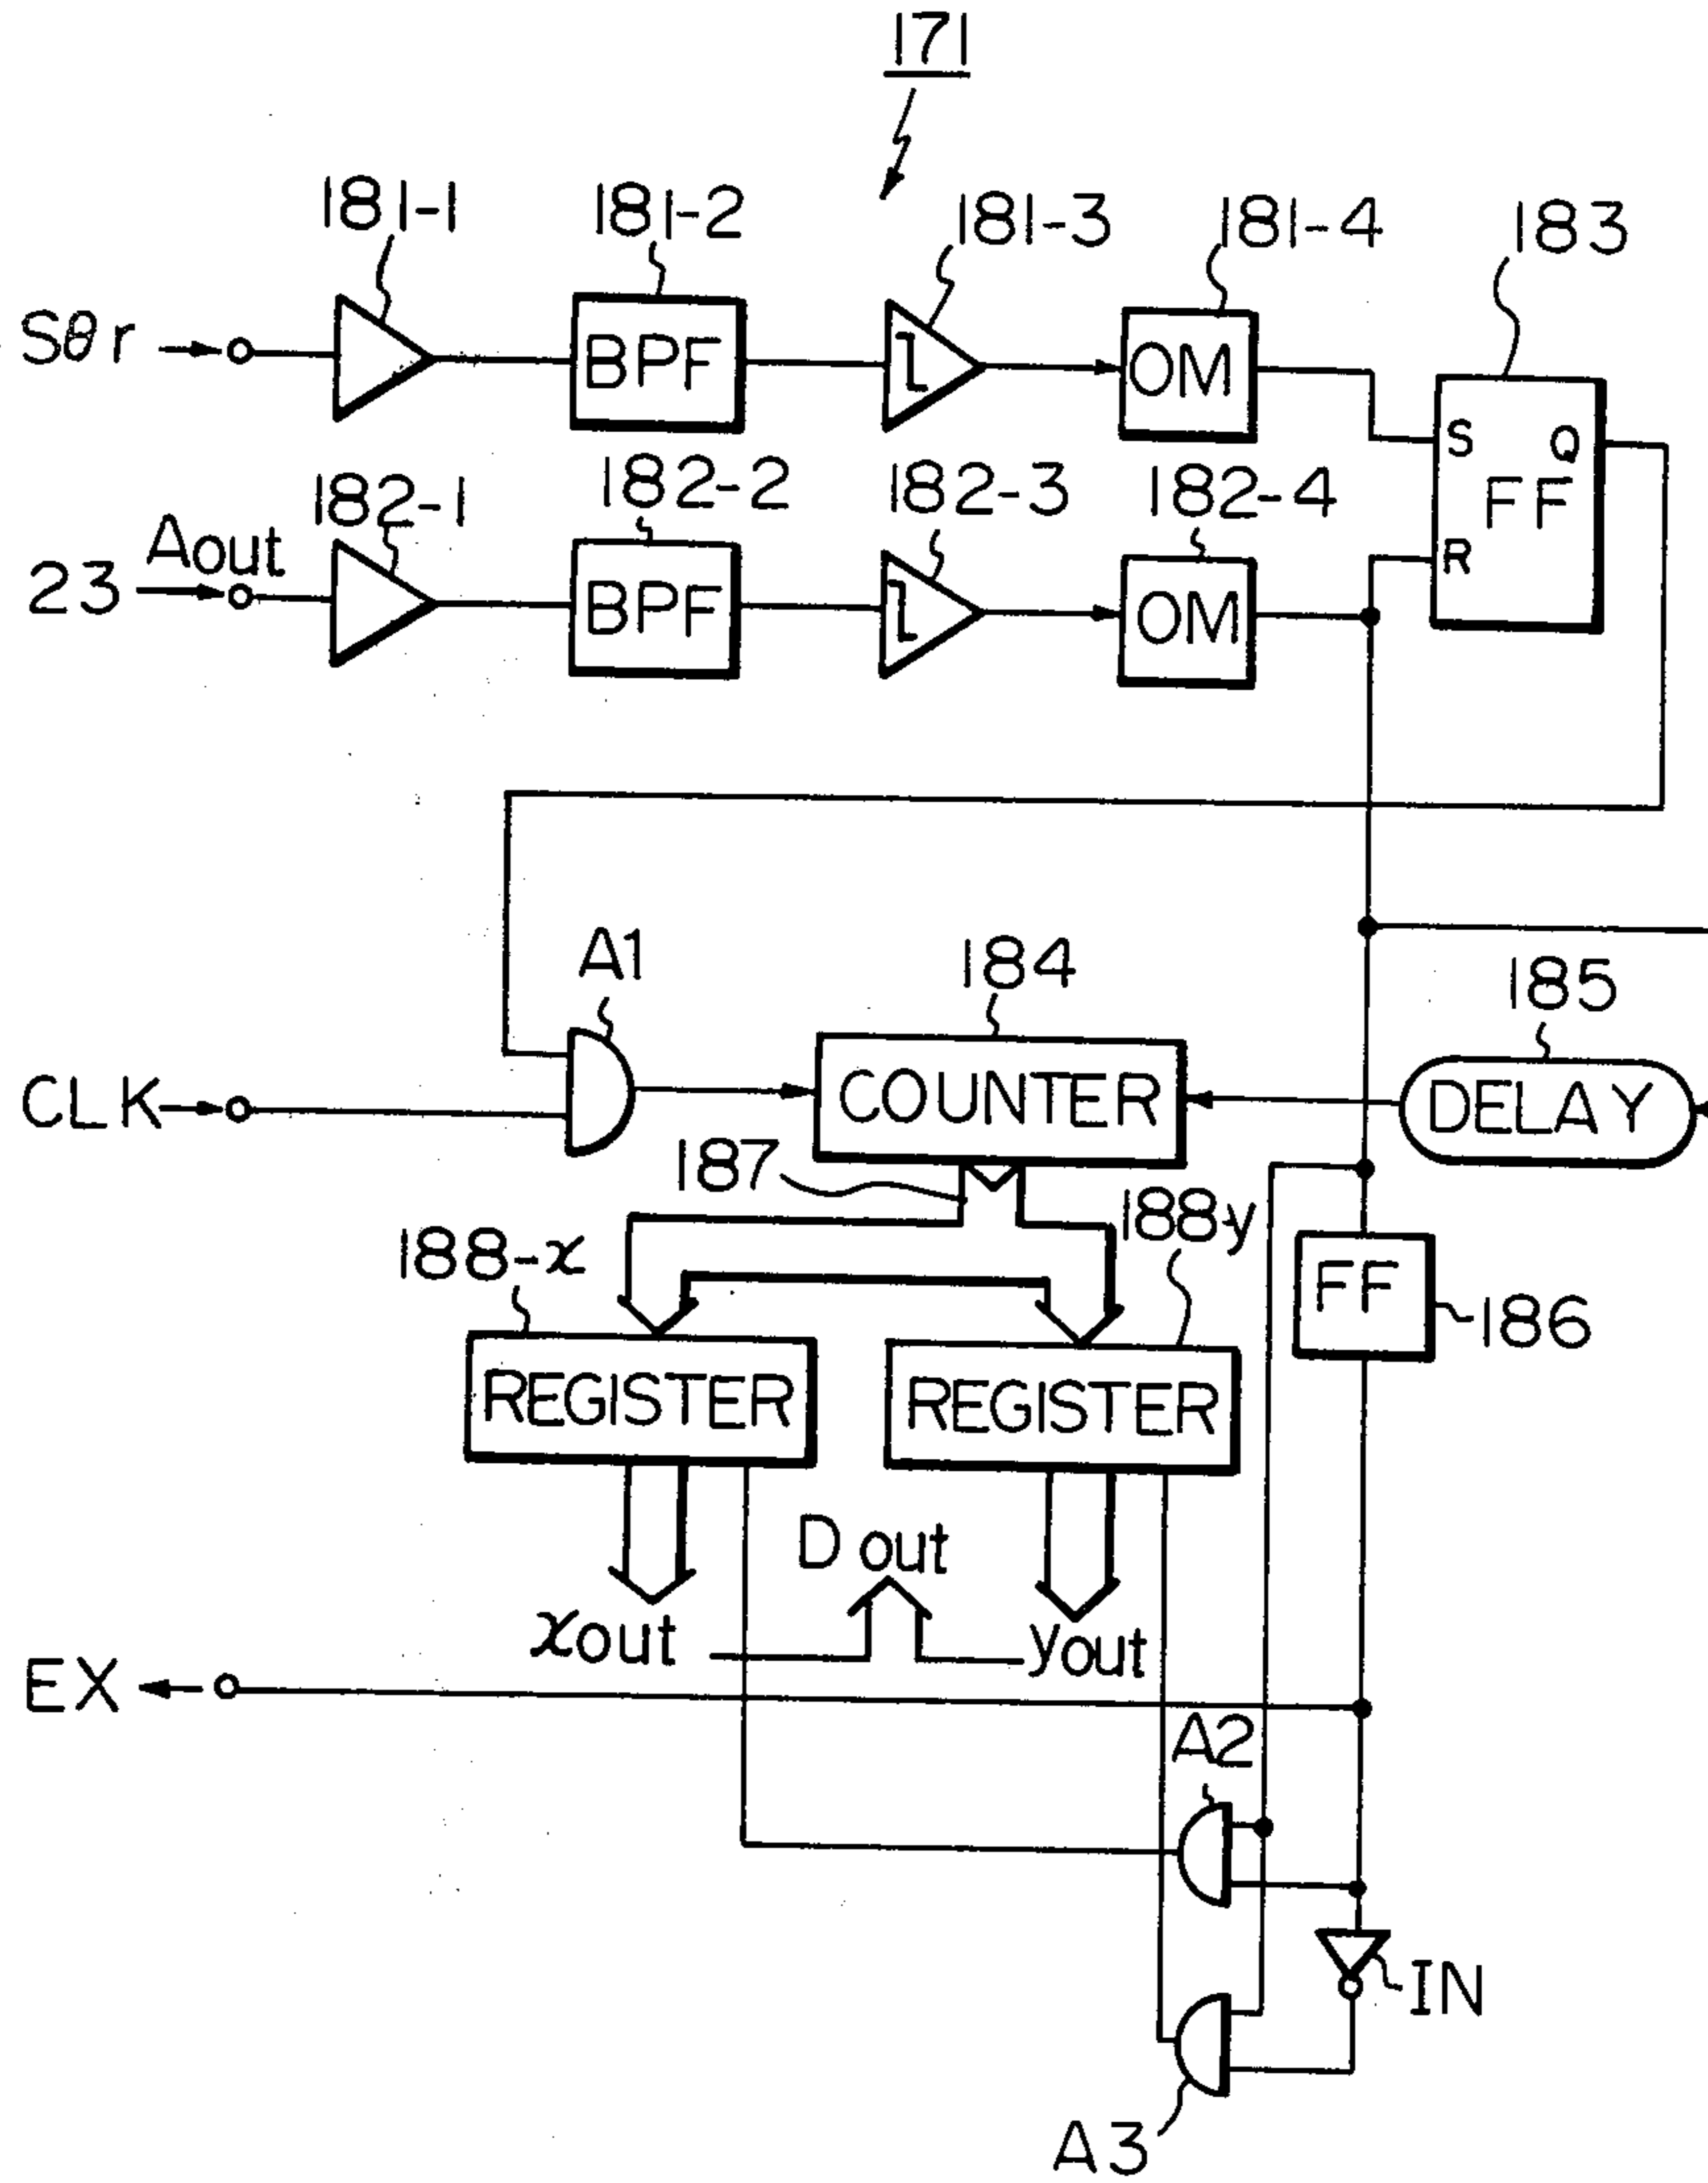 171
181-1
181-2
181-3
181-4
183
Sθr
BPF
OM
S
Q
FF
R
182-1
182-2
182-3
182-4
Aout
23
BPF
OM
A1
184
185
CLK
COUNTER
DELAY
187
188-x
188y
FF
186
REGISTER
REGISTER
Dout
xout
yout
EX
A2
IN
A3